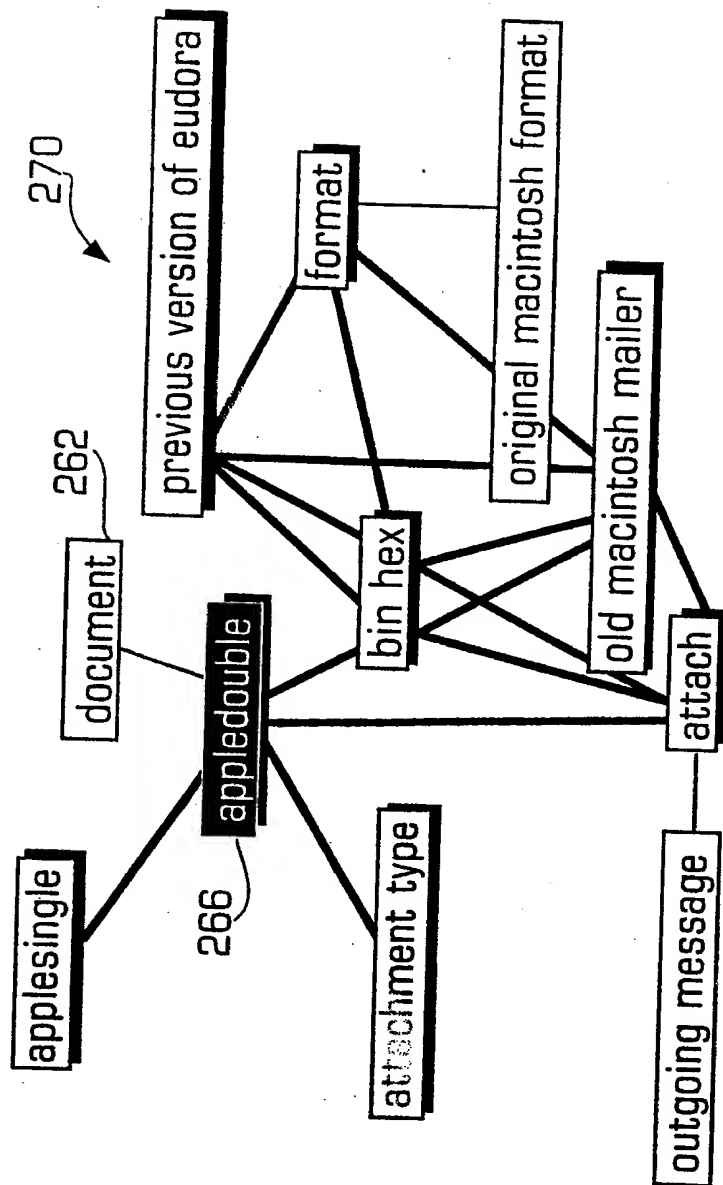 270
previous version of eudora
262
document
format
applesingle
appledouble
266
bin hex
original macintosh format
attachment type
old macintosh mailer
attach
outgoing message